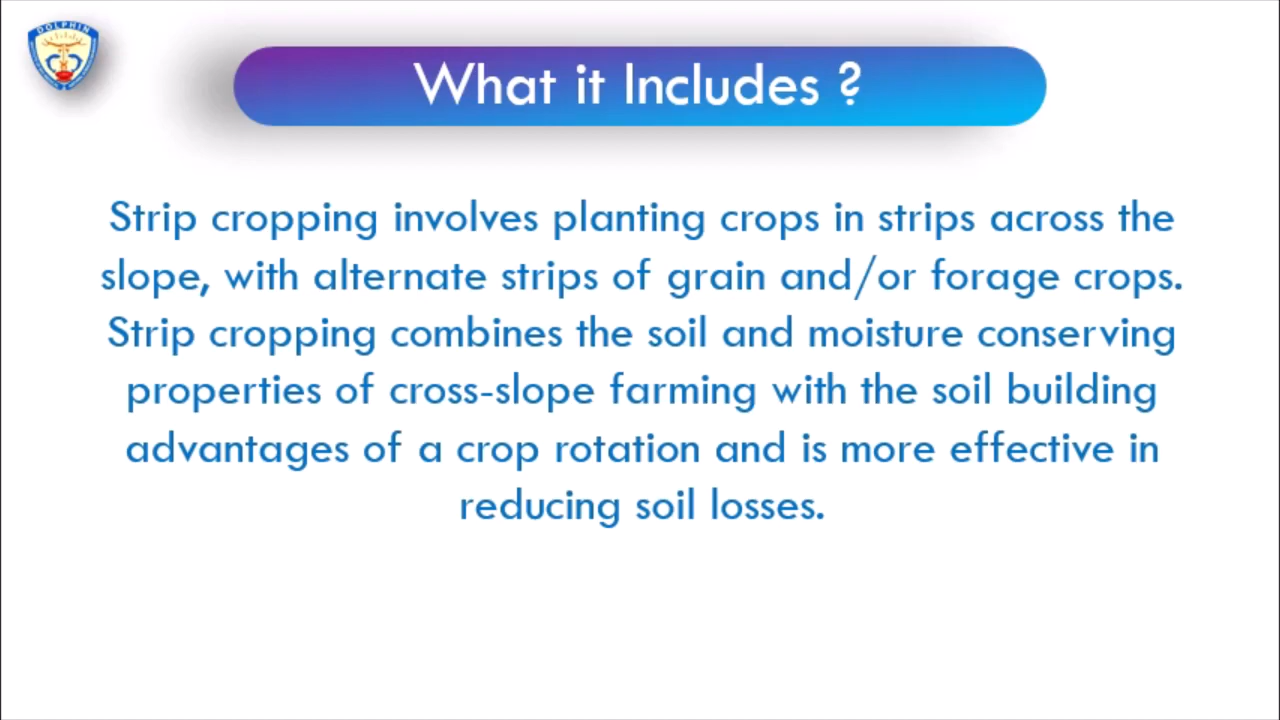 DOLPHIN
What it Includes ?
Strip cropping involves planting crops in strips across the
slope, with alternate strips of grain and/or forage crops.
Strip cropping combines the soil and moisture conserving
properties of cross-slope farming with the soil building
advantages of a crop rotation and is more effective in
reducing soil losses.